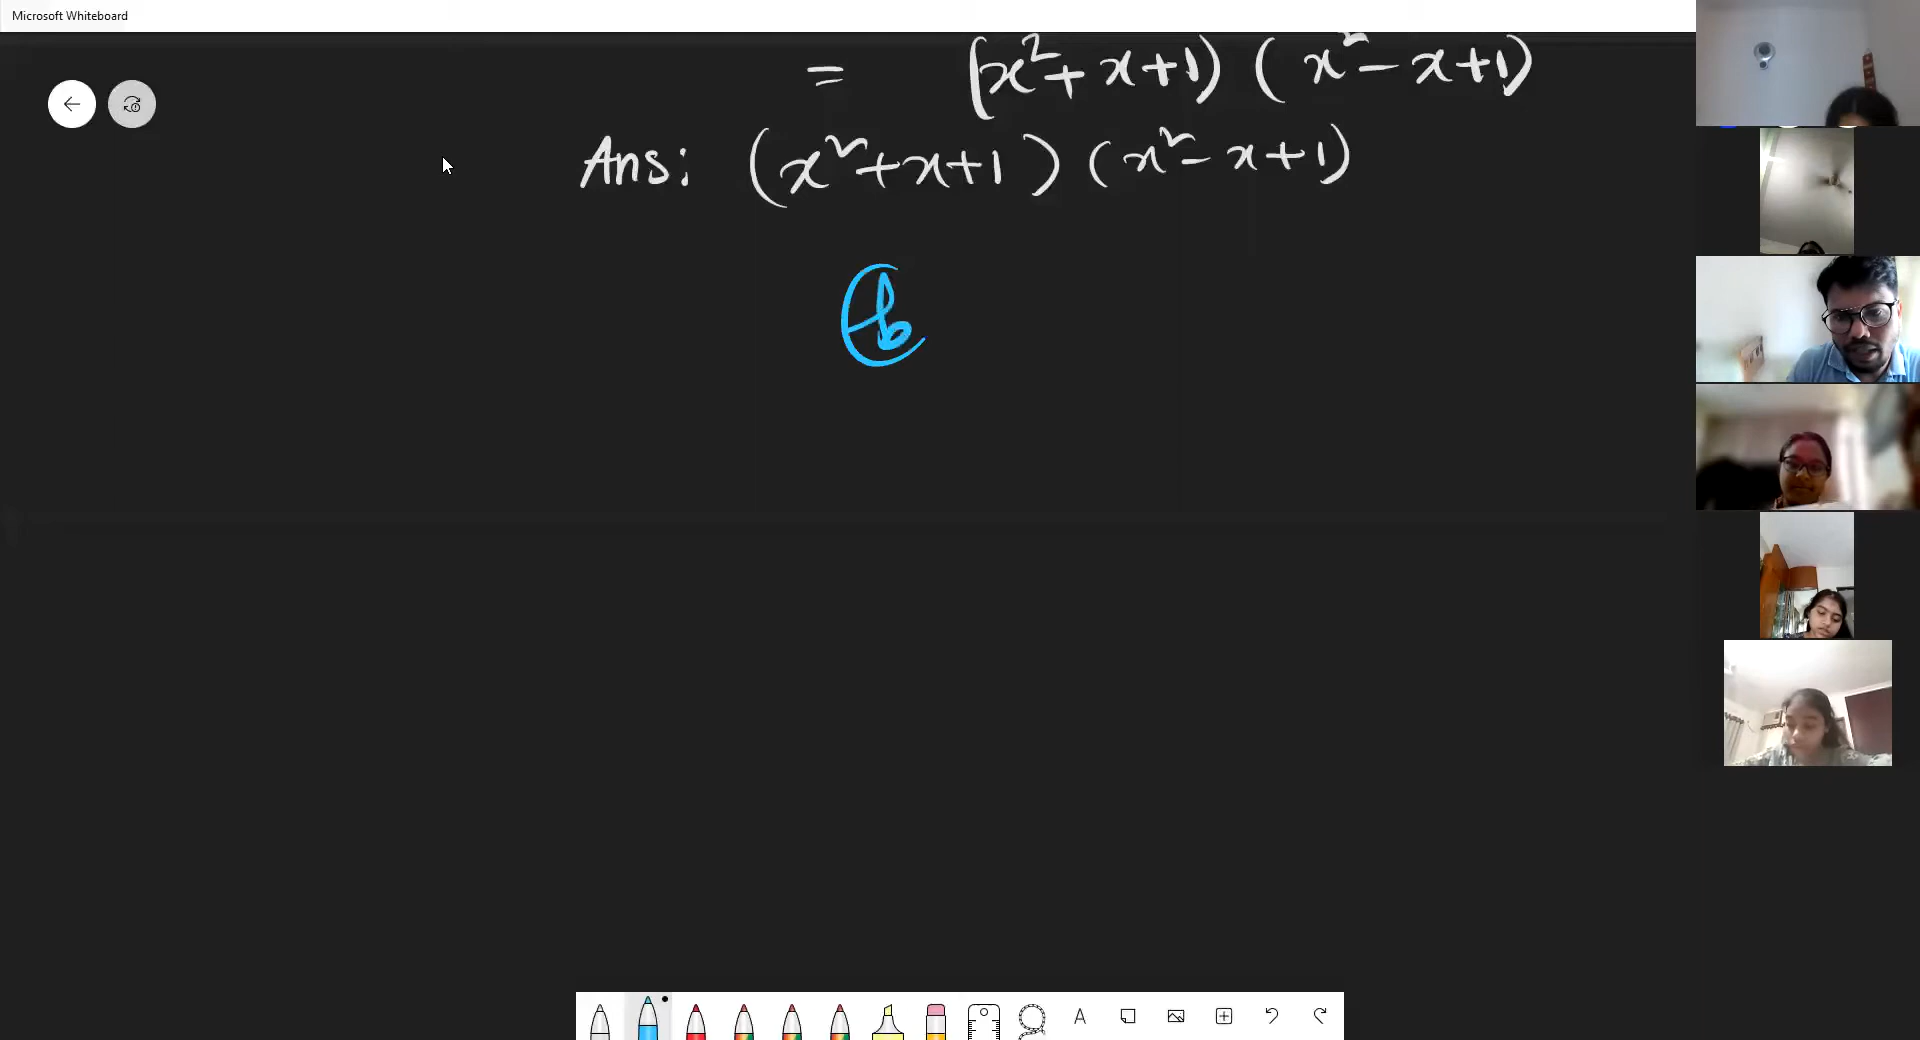 Microsoft Whiteboard
= (x²+x+1) (x²-x+1)
Ans: (x²+x+1) (x²-x+1)
b
A